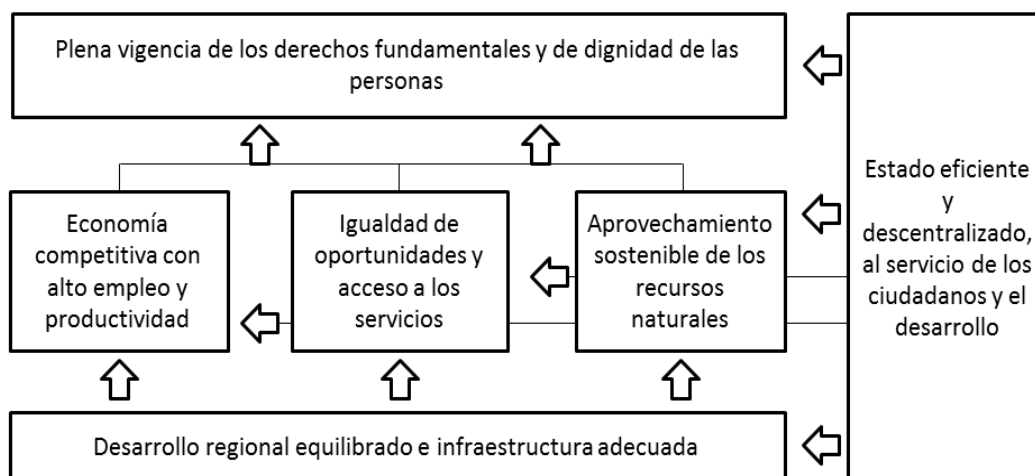 Plena vigencia de los derechos fundamentales y de dignidad de las
personas
Economía
competitiva con
alto empleo y
productividad
Igualdad de
oportunidades y
acceso a los
servicios
Aprovechamiento
sostenible de los
recursos
naturales
Estado eficiente
y
descentralizado,
al servicio de los
ciudadanos y el
desarrollo
Desarrollo regional equilibrado e infraestructura adecuada